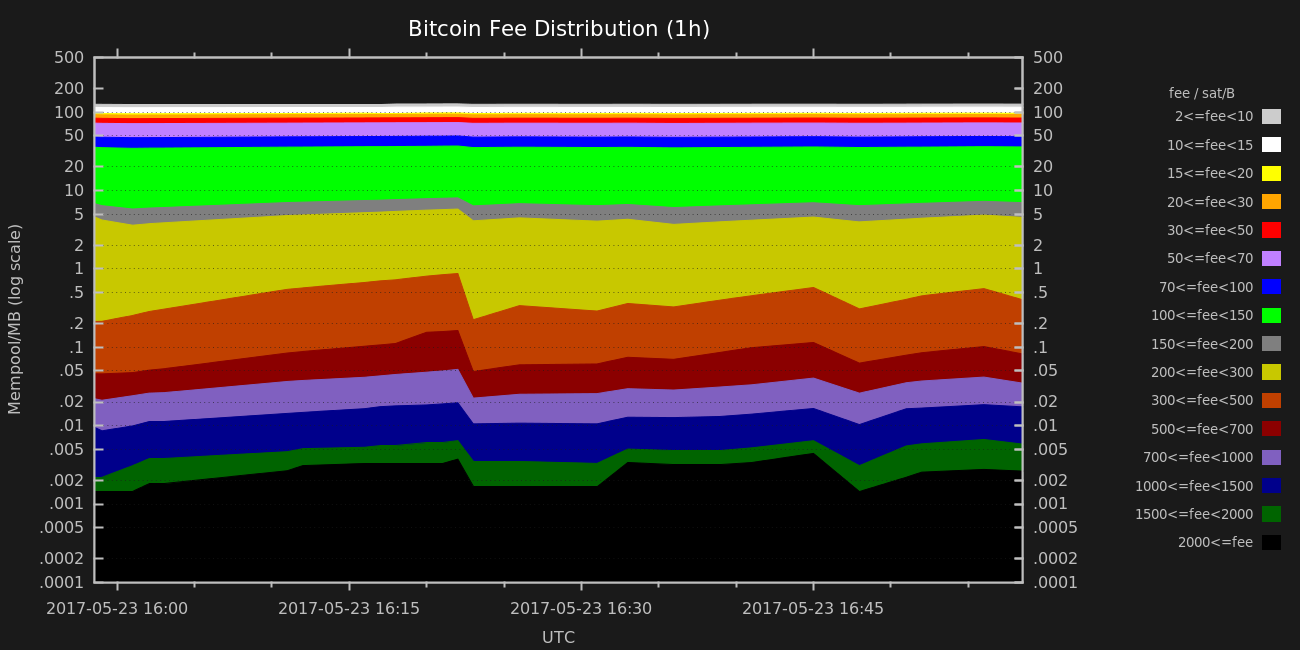 Bitcoin Fee Distribution (1h)
Mempool/MB (log scale)
500
200
100
50
20
10
5
2
1
.5
.2
.1
.05
.02
.01
.005
.002
.001
.0005
.0002
.0001
500
200
100
50
20
10
5
2
1
.5
.2
.1
.05
.02
.01
.005
.002
.001
.0005
.0002
.0001
2017-05-23 16:00 2017-05-23 16:15 2017-05-23 16:30 2017-05-23 16:45
UTC
fee / sat/B
2<=fee<10
10<=fee<15
15<=fee<20
20<=fee<30
30<=fee<50
50<=fee<70
70<=fee<100
100<=fee<150
150<=fee<200
200<=fee<300
300<=fee<500
500<=fee<700
700<=fee<1000
1000<=fee<1500
1500<=fee<2000
2000<=fee